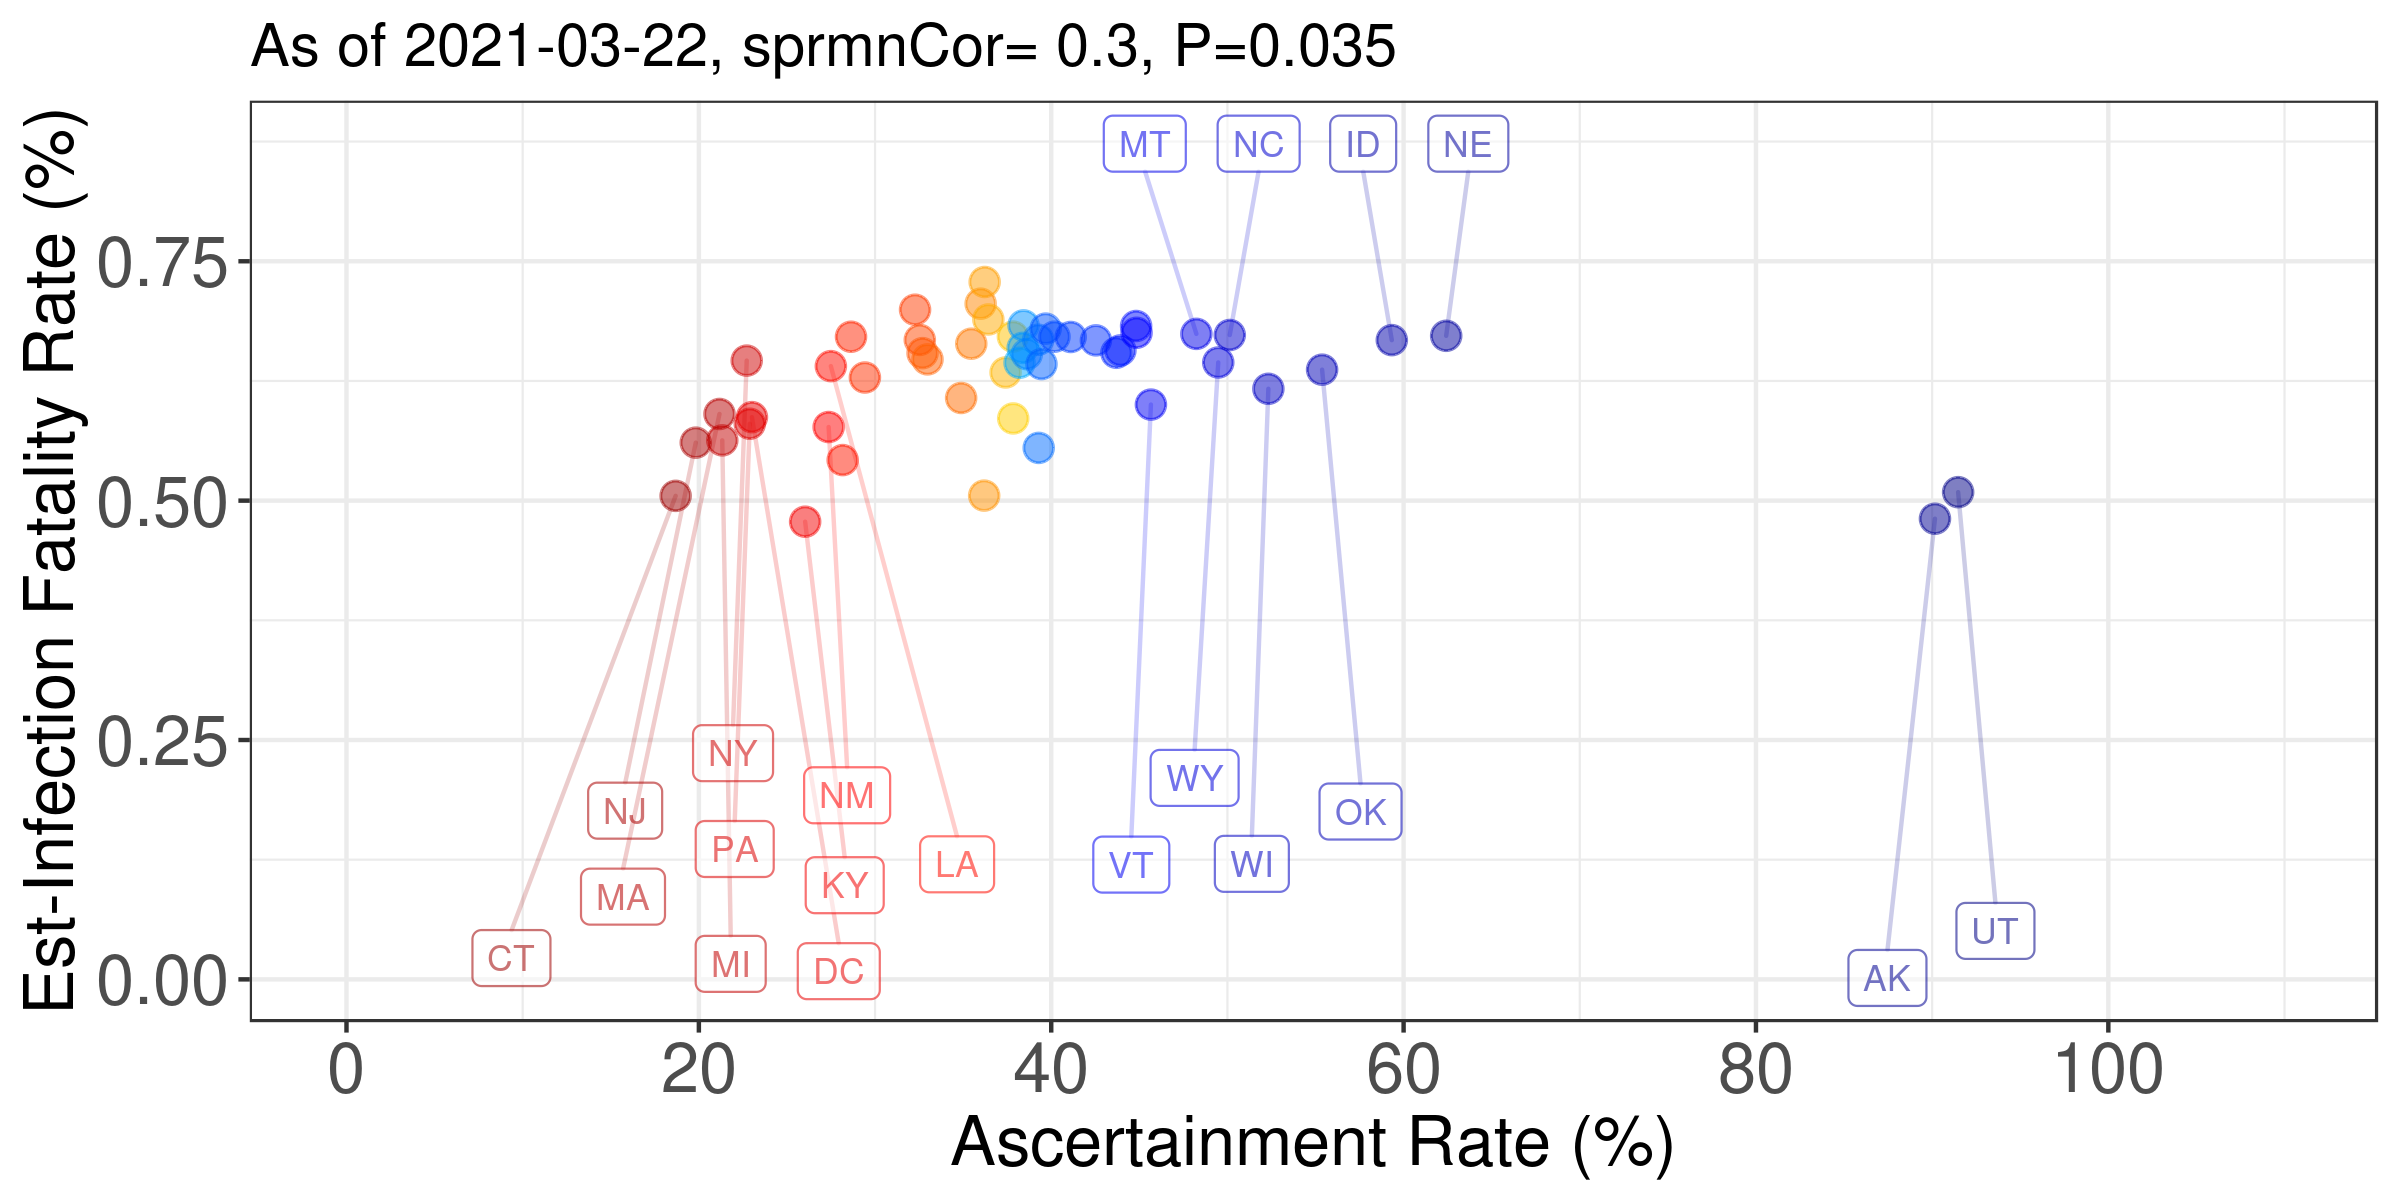 As of 2021-03-22, sprmnCor= 0.3, P=0.035
Est-Infection Fatality Rate (%)
0.75
0.50
0.25
0.00
MT
NC
ID
NE
NY
NJ
NM
WY
OK
PA
MA
KY
LA
VT
WI
CT
MI
DC
UT
AK
0
20
40
60
80
100
Ascertainment Rate (%)